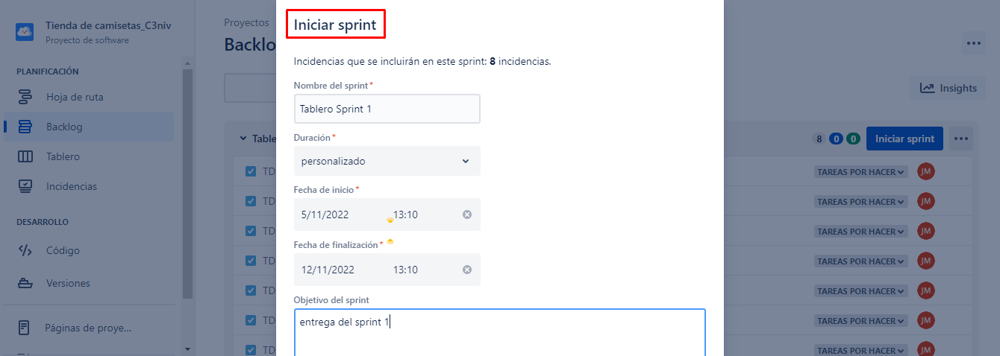 Tienda de camisetas_C3niv
Proyecto de software
PLANIFICACIÓN
Hoja de ruta
Backlog
Tablero
Incidencias
DESARROLLO
Código
Versiones
Páginas de proye...
Proyectos
Backlo
Insights
Table
8 0 0 Iniciar sprint
TD TAREAS POR HACER JM
TD TAREAS POR HACER JM
TD TAREAS POR HACER JM
TD TAREAS POR HACER JM
TD TAREAS POR HACER JM
TD TAREAS POR HACER JM
TD TAREAS POR HACER JM
Iniciar sprint
Incidencias que se incluirán en este sprint: 8 incidencias.
Nombre del sprint*
Tablero Sprint 1
Duración*
personalizado
Fecha de inicio*
5/11/2022 13:10
Fecha de finalización*
12/11/2022 13:10
Objetivo del sprint
entrega del sprint 1